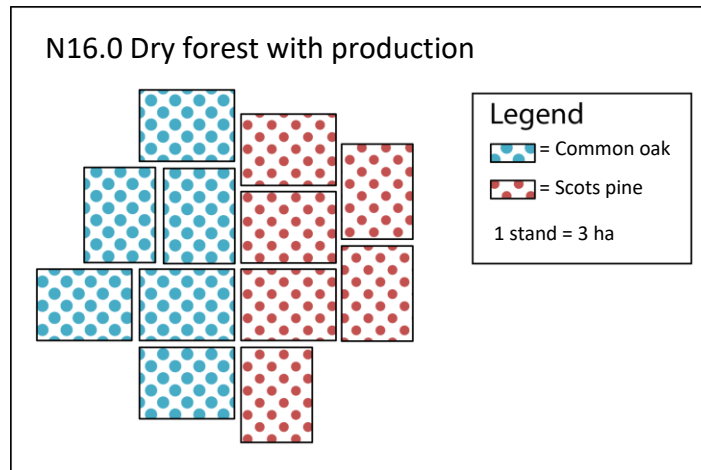 N16.0 Dry forest with production
Legend
= Common oak
= Scots pine
1 stand = 3 ha